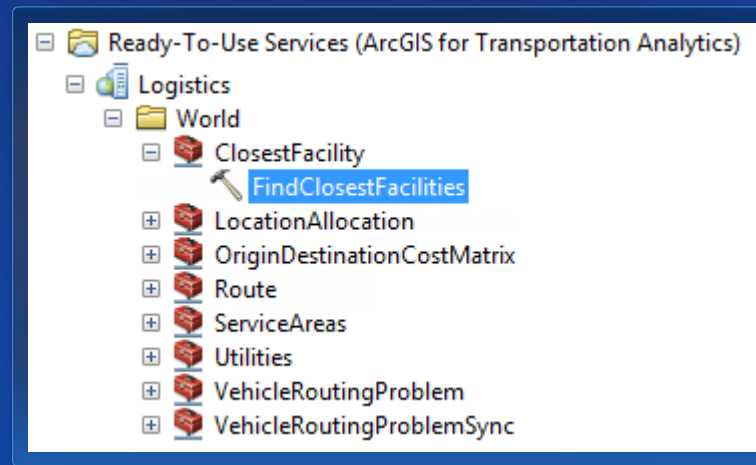 Ready-To-Use Services (ArcGIS for Transportation Analytics)
Logistics
World
ClosestFacility
FindClosestFacilities
LocationAllocation
OriginDestinationCostMatrix
Route
ServiceAreas
Utilities
VehicleRoutingProblem
VehicleRoutingProblemSync